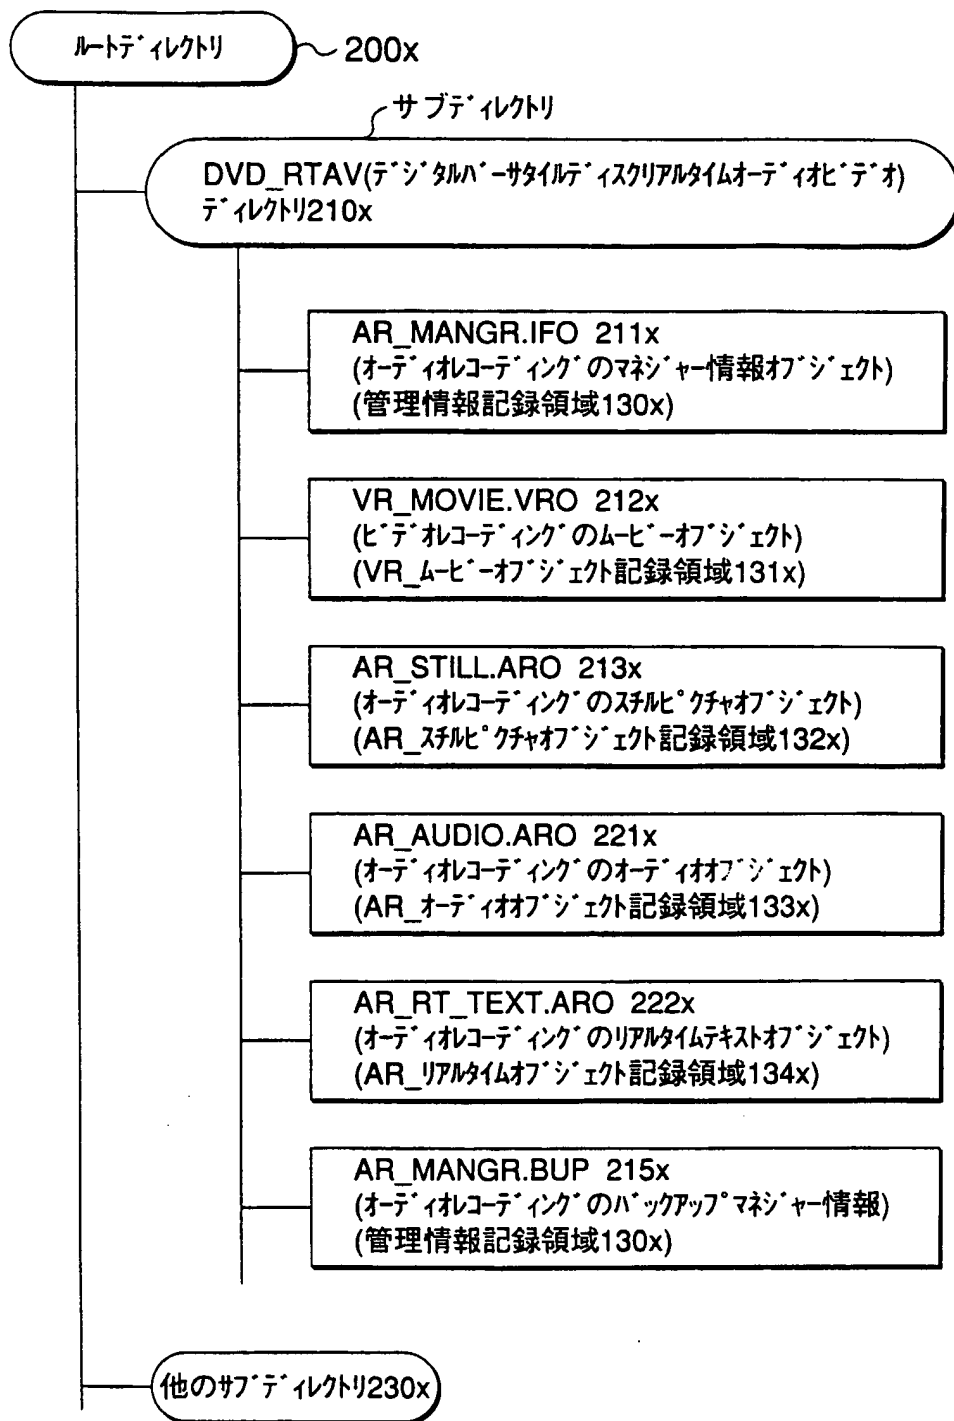 ﾙｰﾄﾃﾞｨﾚｸﾄﾘ
200x
サブディレクトリ
DVD_RTAV(ﾃﾞｼﾞﾀﾙﾊﾞｰｻﾀｲﾙﾃﾞｨｽｸﾘｱﾙﾀｲﾑｵｰﾃﾞｨｵﾋﾞﾃﾞｵ)
ﾃﾞｨﾚｸﾄﾘ210x
AR_MANGR.IFO 211x
(ｵｰﾃﾞｨｵﾚｺｰﾃﾞｨﾝｸﾞのﾏﾈｼﾞｬｰ情報ｵﾌﾞｼﾞｪｸﾄ)
(管理情報記録領域130x)
VR_MOVIE.VRO 212x
(ﾋﾞﾃﾞｵﾚｺｰﾃﾞｨﾝｸﾞのﾑｰﾋﾞｰｵﾌﾞｼﾞｪｸﾄ)
(VR_ﾑｰﾋﾞｰｵﾌﾞｼﾞｪｸﾄ記録領域131x)
AR_STILL.ARO 213x
(ｵｰﾃﾞｨｵﾚｺｰﾃﾞｨﾝｸﾞのｽﾁﾙﾋﾟｸﾁｬｵﾌﾞｼﾞｪｸﾄ)
(AR_ｽﾁﾙﾋﾟｸﾁｬｵﾌﾞｼﾞｪｸﾄ記録領域132x)
AR_AUDIO.ARO 221x
(ｵｰﾃﾞｨｵﾚｺｰﾃﾞｨﾝｸﾞのｵｰﾃﾞｨｵｵﾌﾞｼﾞｪｸﾄ)
(AR_ｵｰﾃﾞｨｵｵﾌﾞｼﾞｪｸﾄ記録領域133x)
AR_RT_TEXT.ARO 222x
(ｵｰﾃﾞｨｵﾚｺｰﾃﾞｨﾝｸﾞのﾘｱﾙﾀｲﾑﾃｷｽﾄｵﾌﾞｼﾞｪｸﾄ)
(AR_ﾘｱﾙﾀｲﾑｵﾌﾞｼﾞｪｸﾄ記録領域134x)
AR_MANGR.BUP 215x
(ｵｰﾃﾞｨｵﾚｺｰﾃﾞｨﾝｸﾞのﾊﾞｯｸｱｯﾌﾟﾏﾈｼﾞｬｰ情報)
(管理情報記録領域130x)
他のｻﾌﾞﾃﾞｨﾚｸﾄﾘ230x